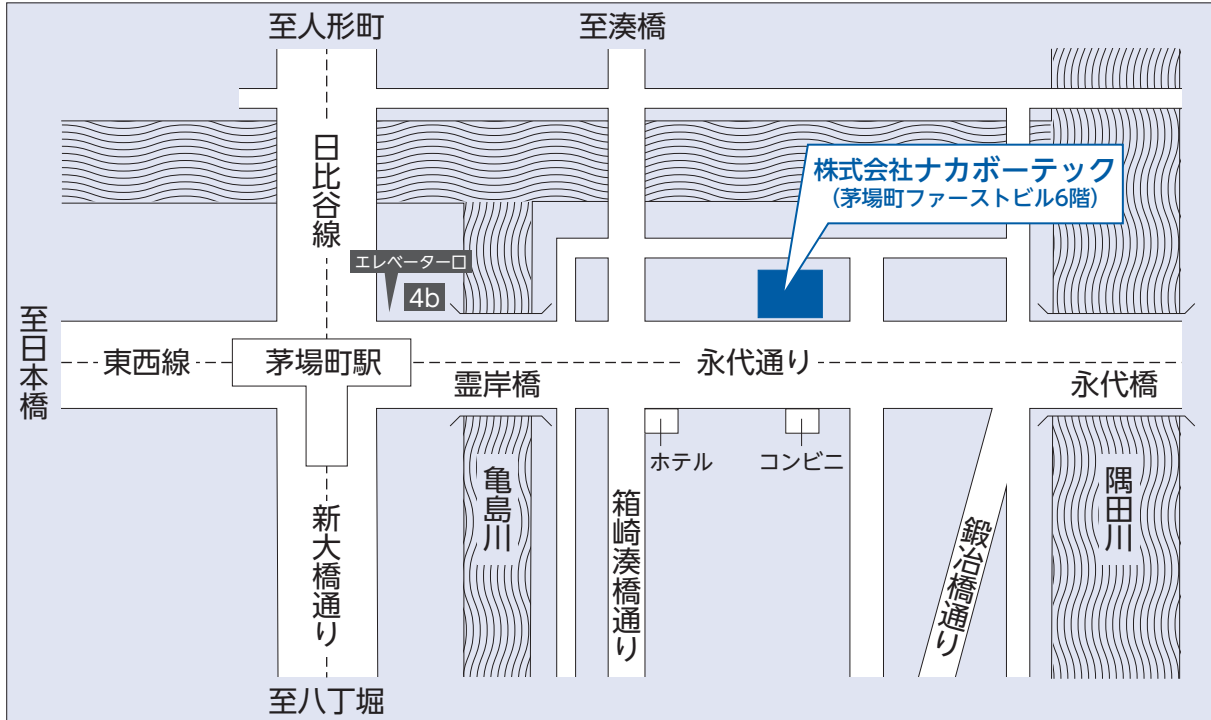 至人形町
至湊橋
日比谷線
株式会社ナカボーテック
(茅場町ファーストビル6階)
エレベーター口
4b
至日本橋
東西線
茅場町駅
霊岸橋
永代通り
永代橋
ホテル
コンビニ
亀島川
箱崎湊橋通り
鍛冶橋通り
隅田川
新大橋通り
至八丁堀